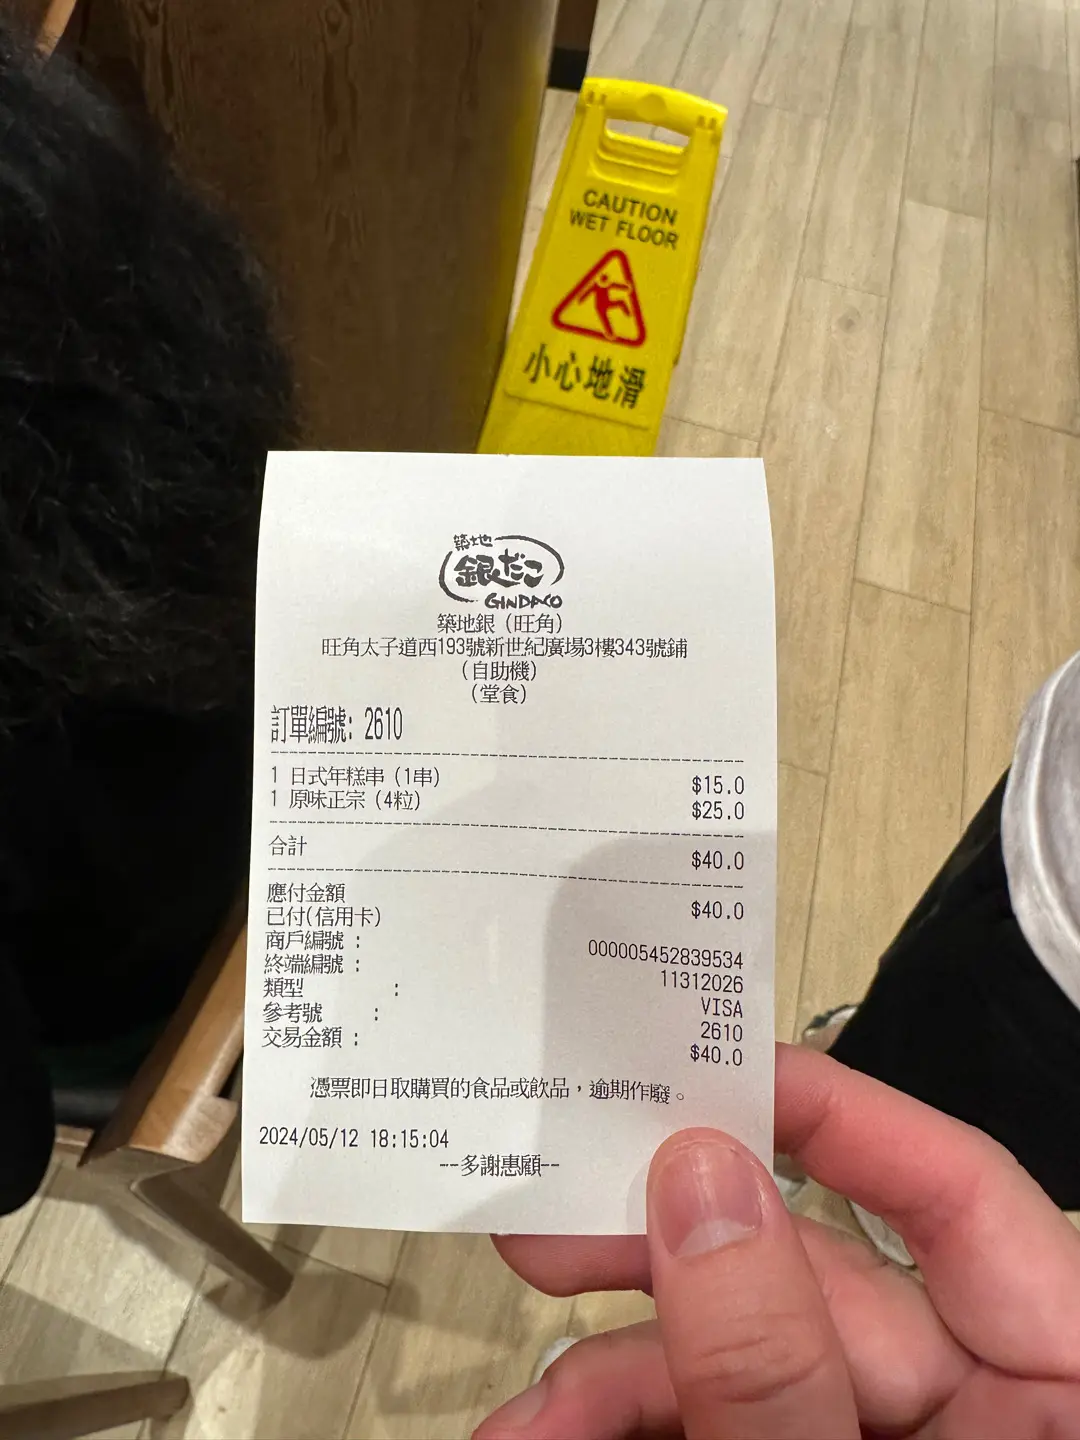 CAUTION
WET FLOOR
小心地滑
築地
銀だこ
GINDACO
築地銀（旺角）
旺角太子道西193號新世紀廣場3樓343號鋪
（自助機）
（堂食）
訂單編號: 2610
1 日式年糕串（1串） $15.0
1 原味正宗（4粒） $25.0
合計 $40.0
應付金額 $40.0
已付(信用卡)
商戶編號 : 000005452839534
終端編號 : 11312026
類型 : VISA
參考號 : 2610
交易金額 : $40.0
憑票即日取購買的食品或飲品，逾期作廢。
2024/05/12 18:15:04
--多謝惠顧--